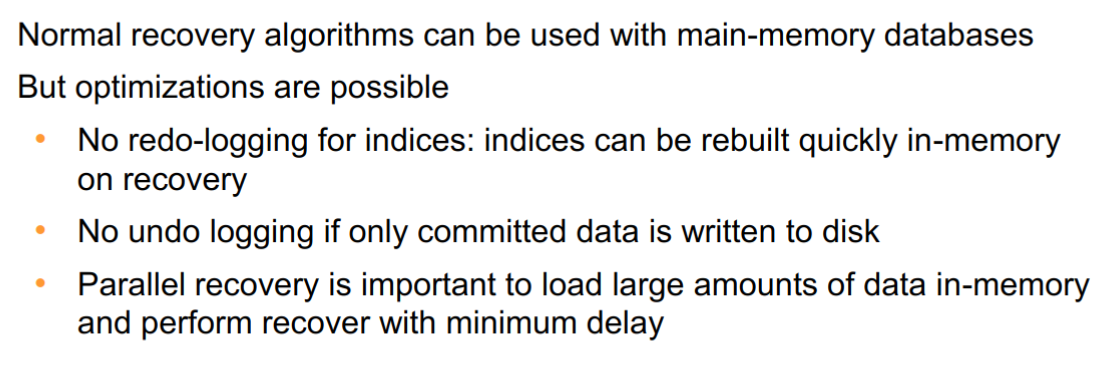 Normal recovery algorithms can be used with main-memory databases
But optimizations are possible
• No redo-logging for indices: indices can be rebuilt quickly in-memory
on recovery
• No undo logging if only committed data is written to disk
• Parallel recovery is important to load large amounts of data in-memory
and perform recover with minimum delay